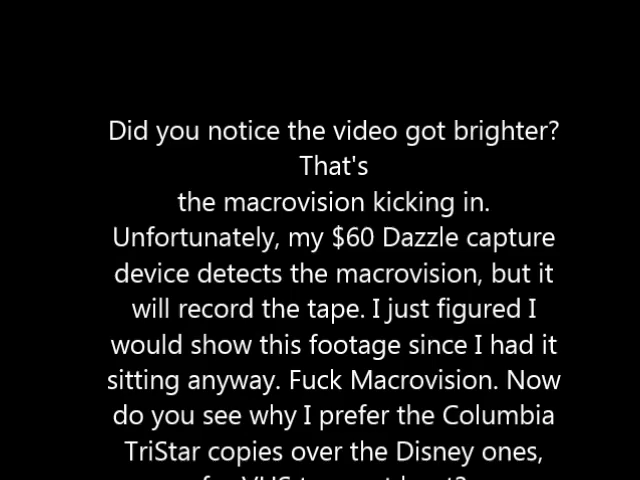 Did you notice the video got brighter?
That's
the macrovision kicking in.
Unfortunately, my $60 Dazzle capture
device detects the macrovision, but it
will record the tape. I just figured I
would show this footage since I had it
sitting anyway. Fuck Macrovision. Now
do you see why I prefer the Columbia
TriStar copies over the Disney ones,
for VHS